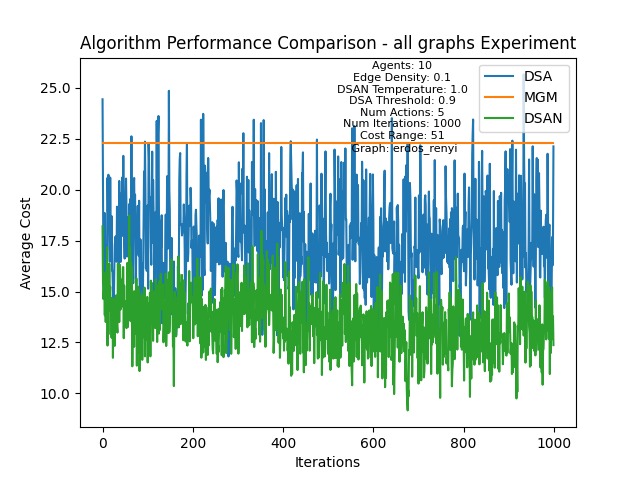 Algorithm Performance Comparison - all graphs Experiment
Agents: 10
Edge Density: 0.1
DSAN Temperature: 1.0
DSA Threshold: 0.9
Num Actions: 5
Num Iterations: 1000
Cost Range: 51
Graph: erdos_renyi
DSA
MGM
DSAN
Average Cost
25.0
22.5
20.0
17.5
15.0
12.5
10.0
0 200 400 600 800 1000
Iterations